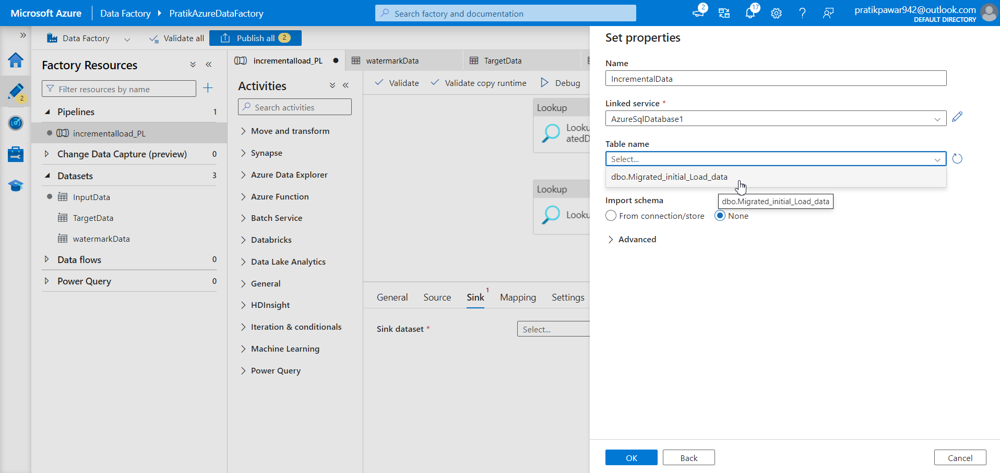 Microsoft Azure
Data Factory
PratikAzureDataFactory
Search factory and documentation
2
17
pratikpawar942@outlook.com
DEFAULT DIRECTORY
Data Factory
Validate all
Publish all
2
2
Factory Resources
Filter resources by name
Pipelines
1
incrementalload_PL
Change Data Capture (preview)
0
Datasets
3
InputData
TargetData
watermarkData
Data flows
0
Power Query
0
incrementalload_PL
watermarkData
TargetData
Activities
Search activities
Move and transform
Synapse
Azure Data Explorer
Azure Function
Batch Service
Databricks
Data Lake Analytics
General
HDInsight
Iteration & conditionals
Machine Learning
Power Query
Validate
Validate copy runtime
Debug
Lookup
Looku
atedD
Lookup
Looku
General
Source
Sink
1
Mapping
Settings
Sink dataset *
Select...
Set properties
Name
IncrementalData
Linked service *
AzureSqlDatabase1
Table name
Select...
dbo.Migrated_initial_Load_data
dbo.Migrated_initial_Load_data
Import schema
From connection/store
None
Advanced
OK
Back
Cancel